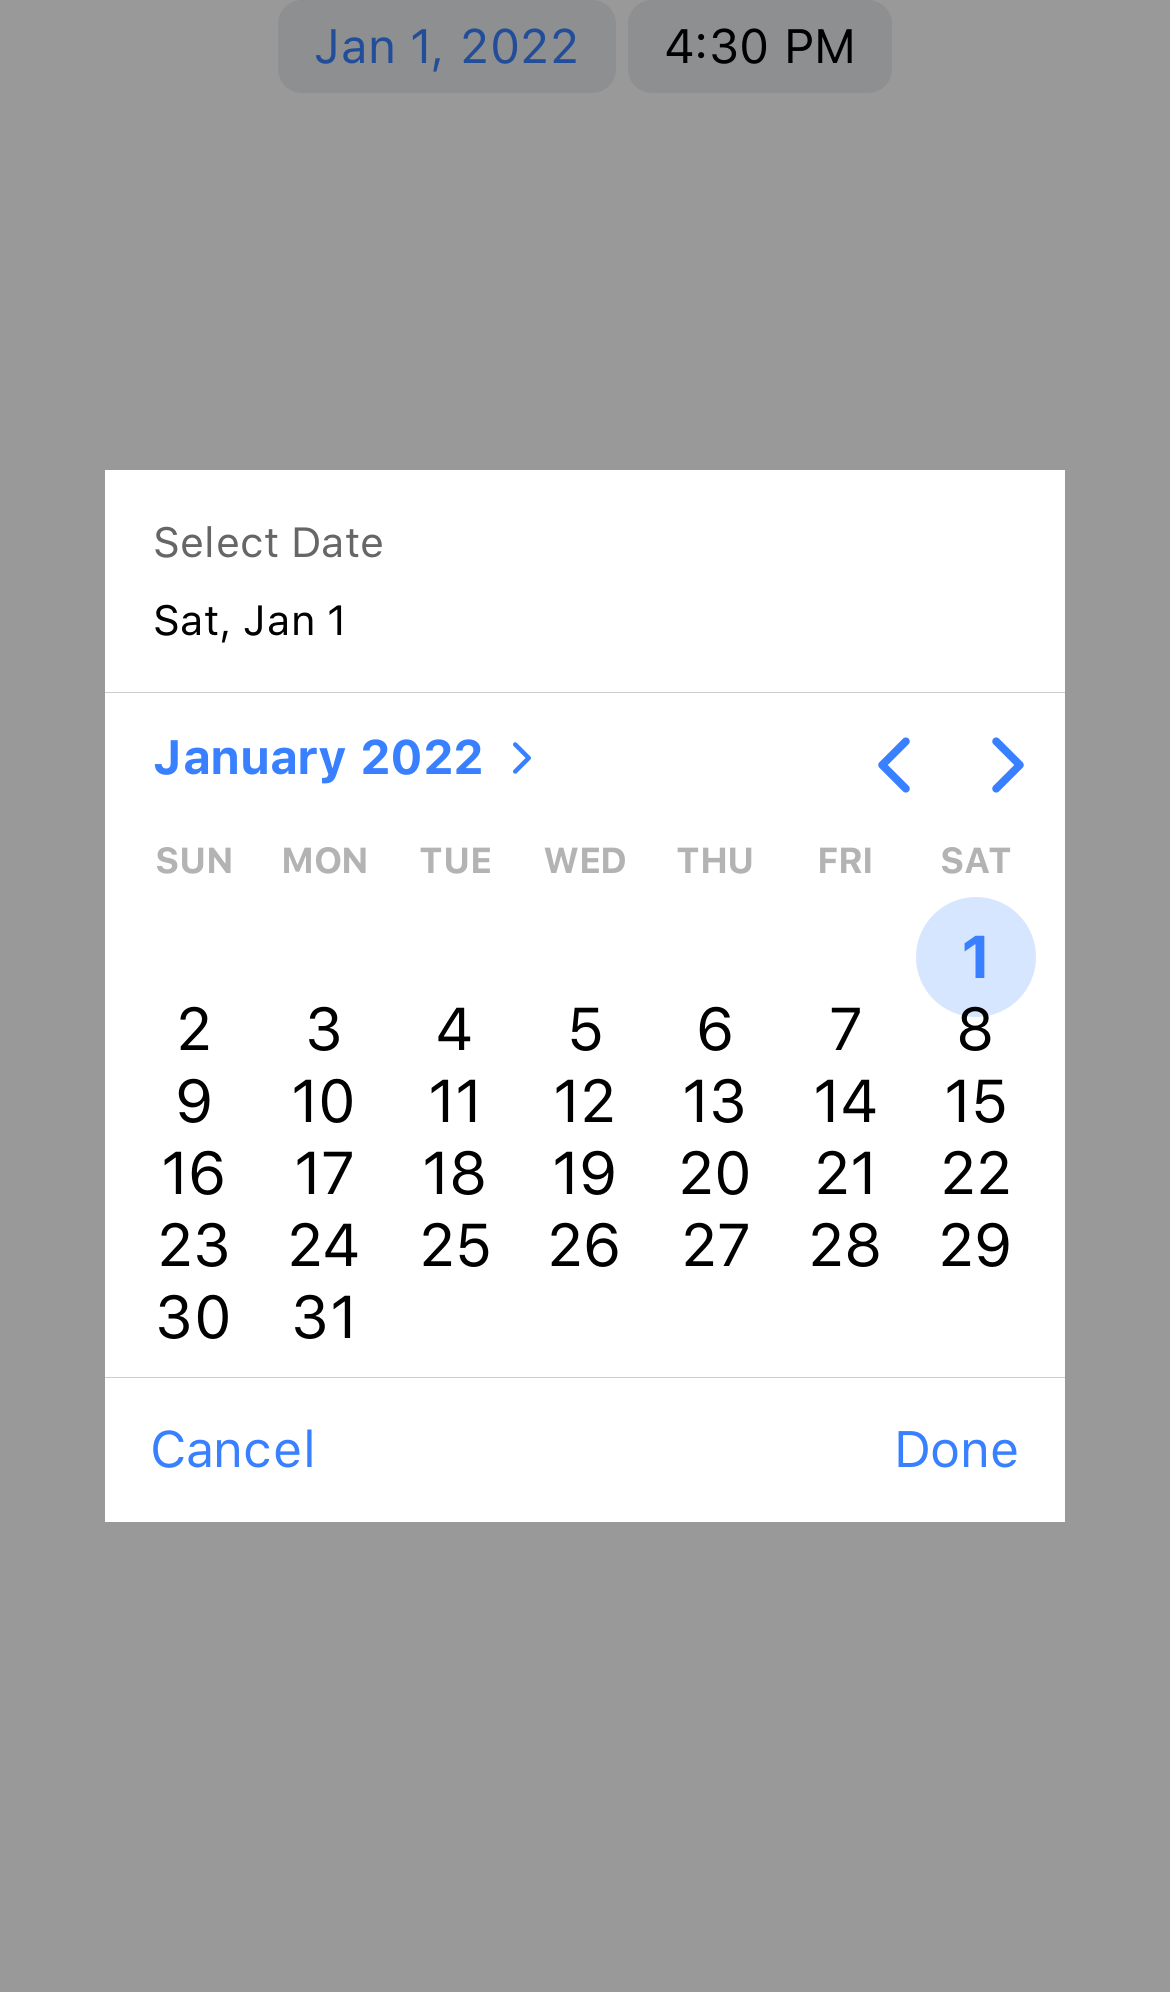 Jan 1, 2022 4:30 PM
Select Date
Sat, Jan 1
January 2022
SUN MON TUE WED THU FRI SAT
1
2 3 4 5 6 7 8
9 10 11 12 13 14 15
16 17 18 19 20 21 22
23 24 25 26 27 28 29
30 31
Cancel Done